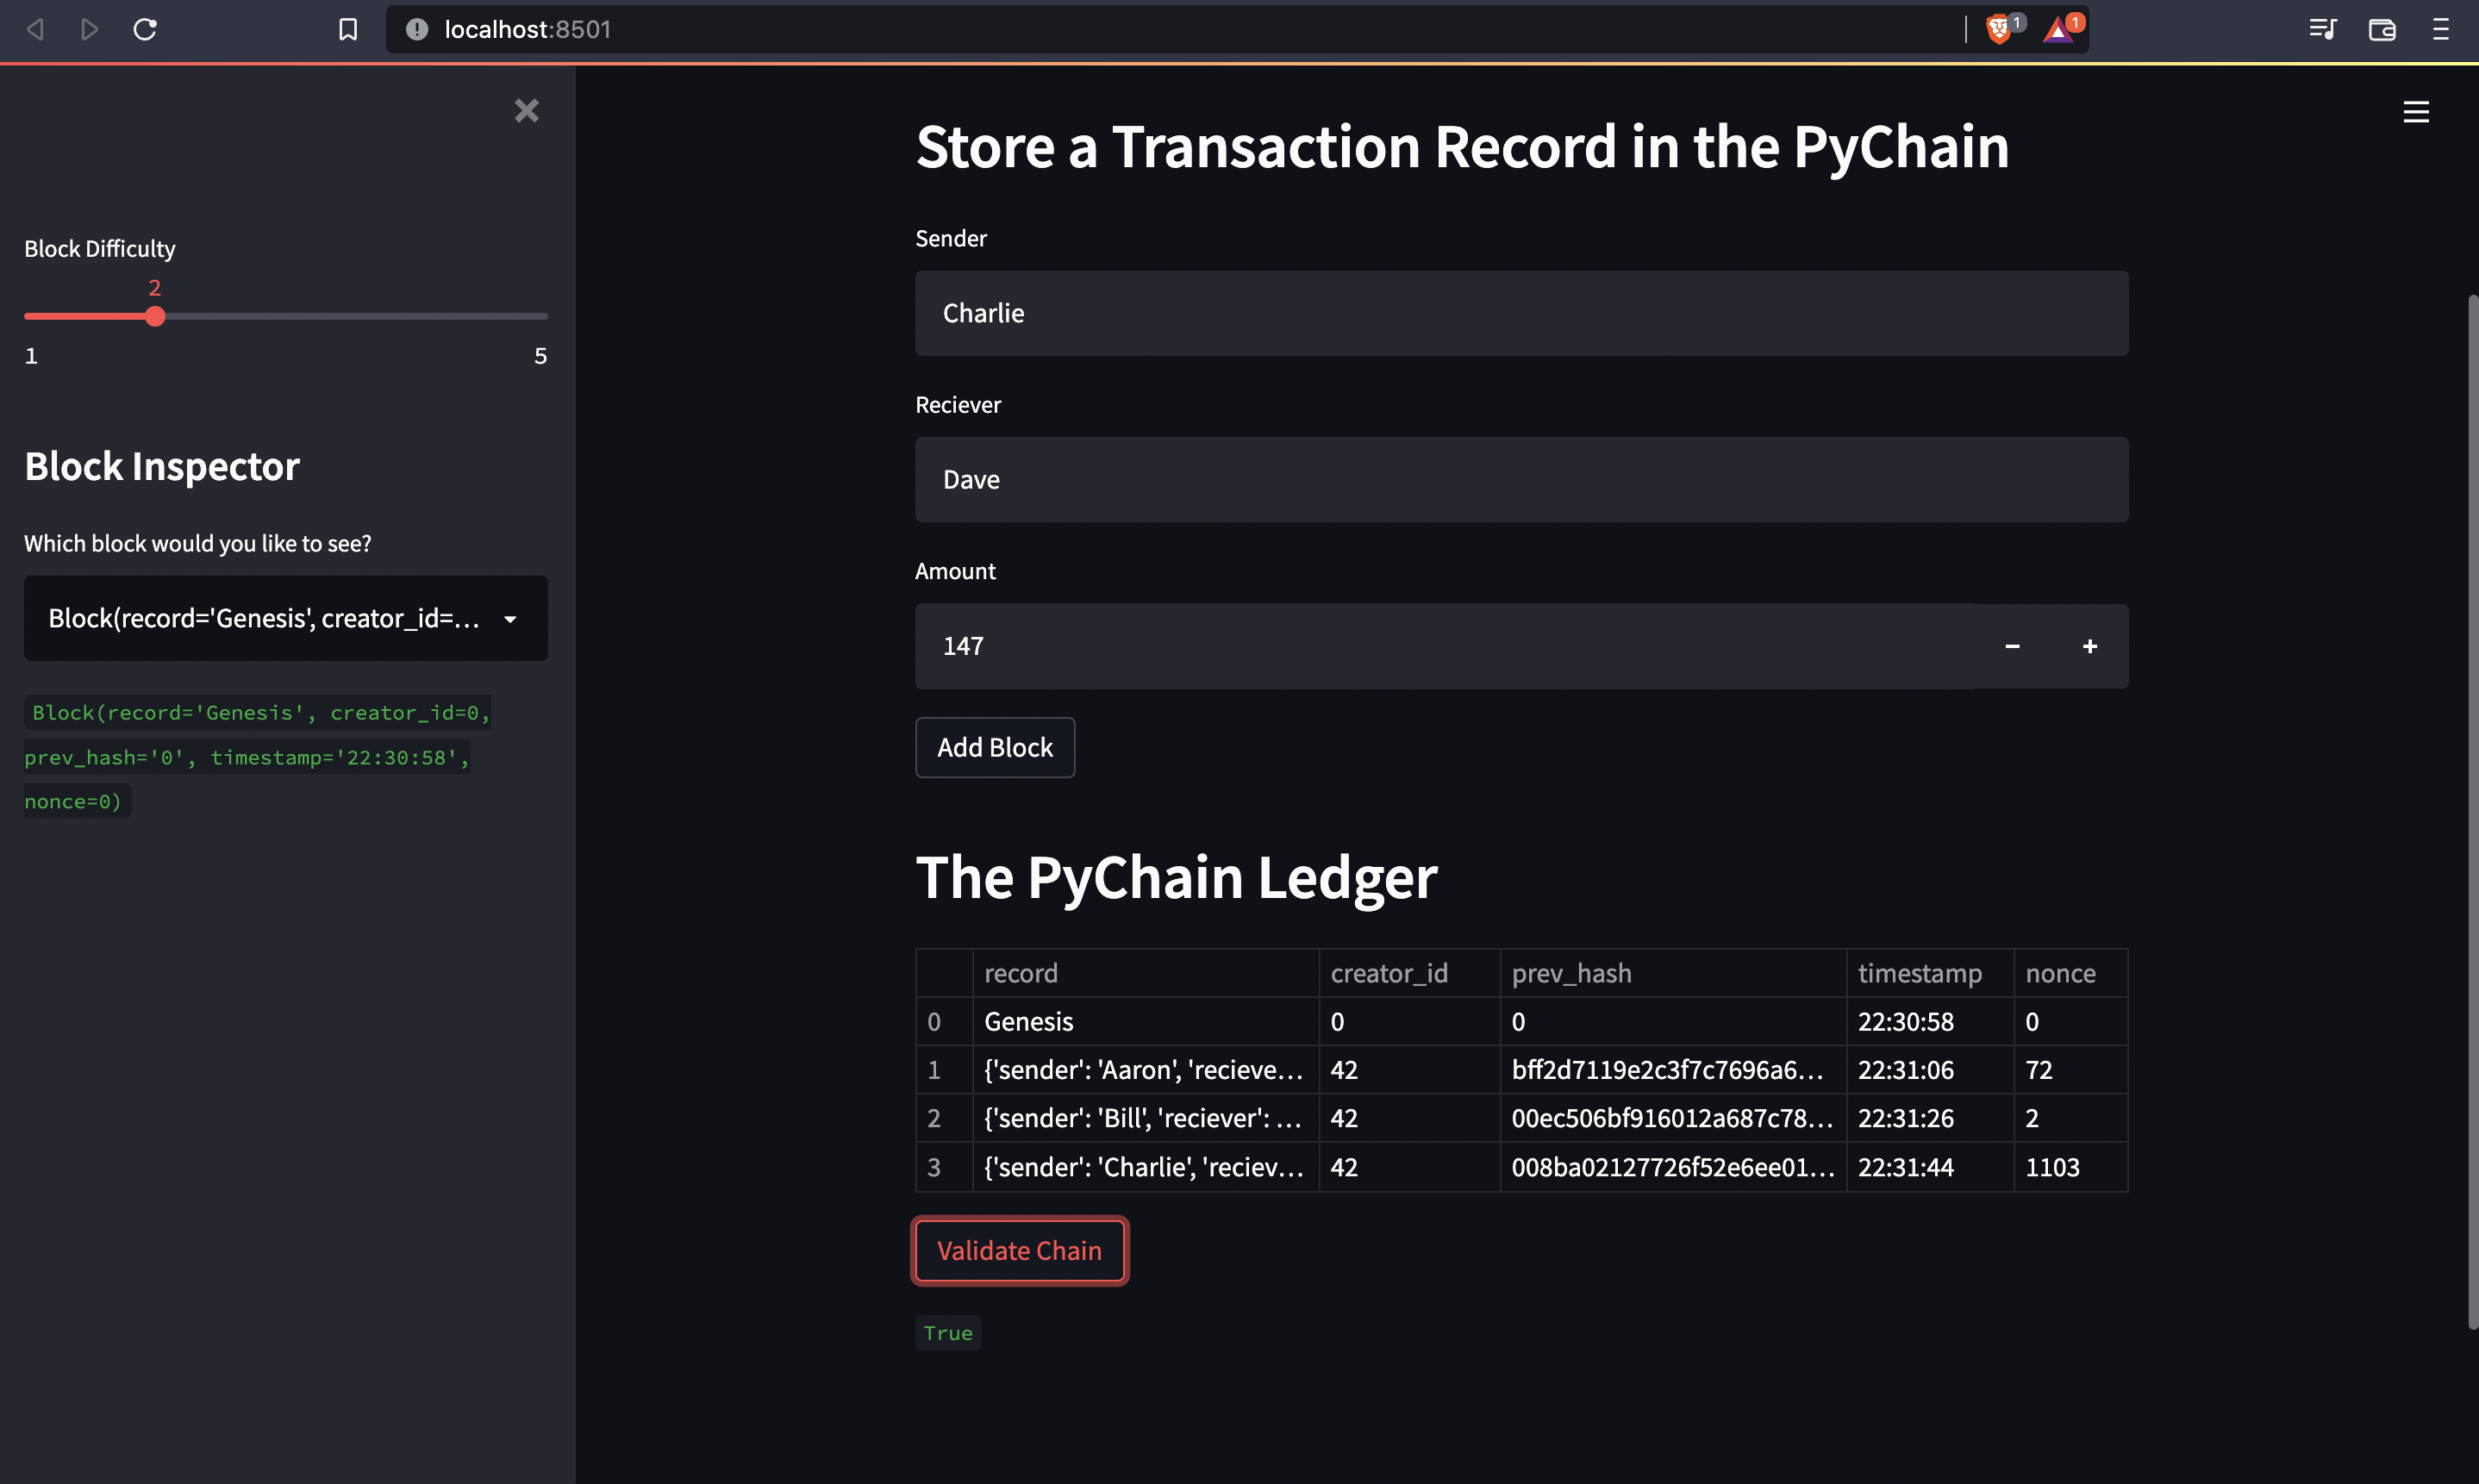 localhost:8501
1
1
Block Difficulty
2
1 5
Block Inspector
Which block would you like to see?
Block(record='Genesis', creator_id=...
Block(record='Genesis', creator_id=0,
prev_hash='0', timestamp='22:30:58',
nonce=0)
Store a Transaction Record in the PyChain
Sender
Charlie
Reciever
Dave
Amount
147
Add Block
The PyChain Ledger
record creator_id prev_hash timestamp nonce
0 Genesis 0 0 22:30:58 0
1 {'sender': 'Aaron', 'recieve... 42 bff2d7119e2c3f7c7696a6... 22:31:06 72
2 {'sender': 'Bill', 'reciever': ... 42 00ec506bf916012a687c78... 22:31:26 2
3 {'sender': 'Charlie', 'reciev... 42 008ba02127726f52e6ee01... 22:31:44 1103
Validate Chain
True